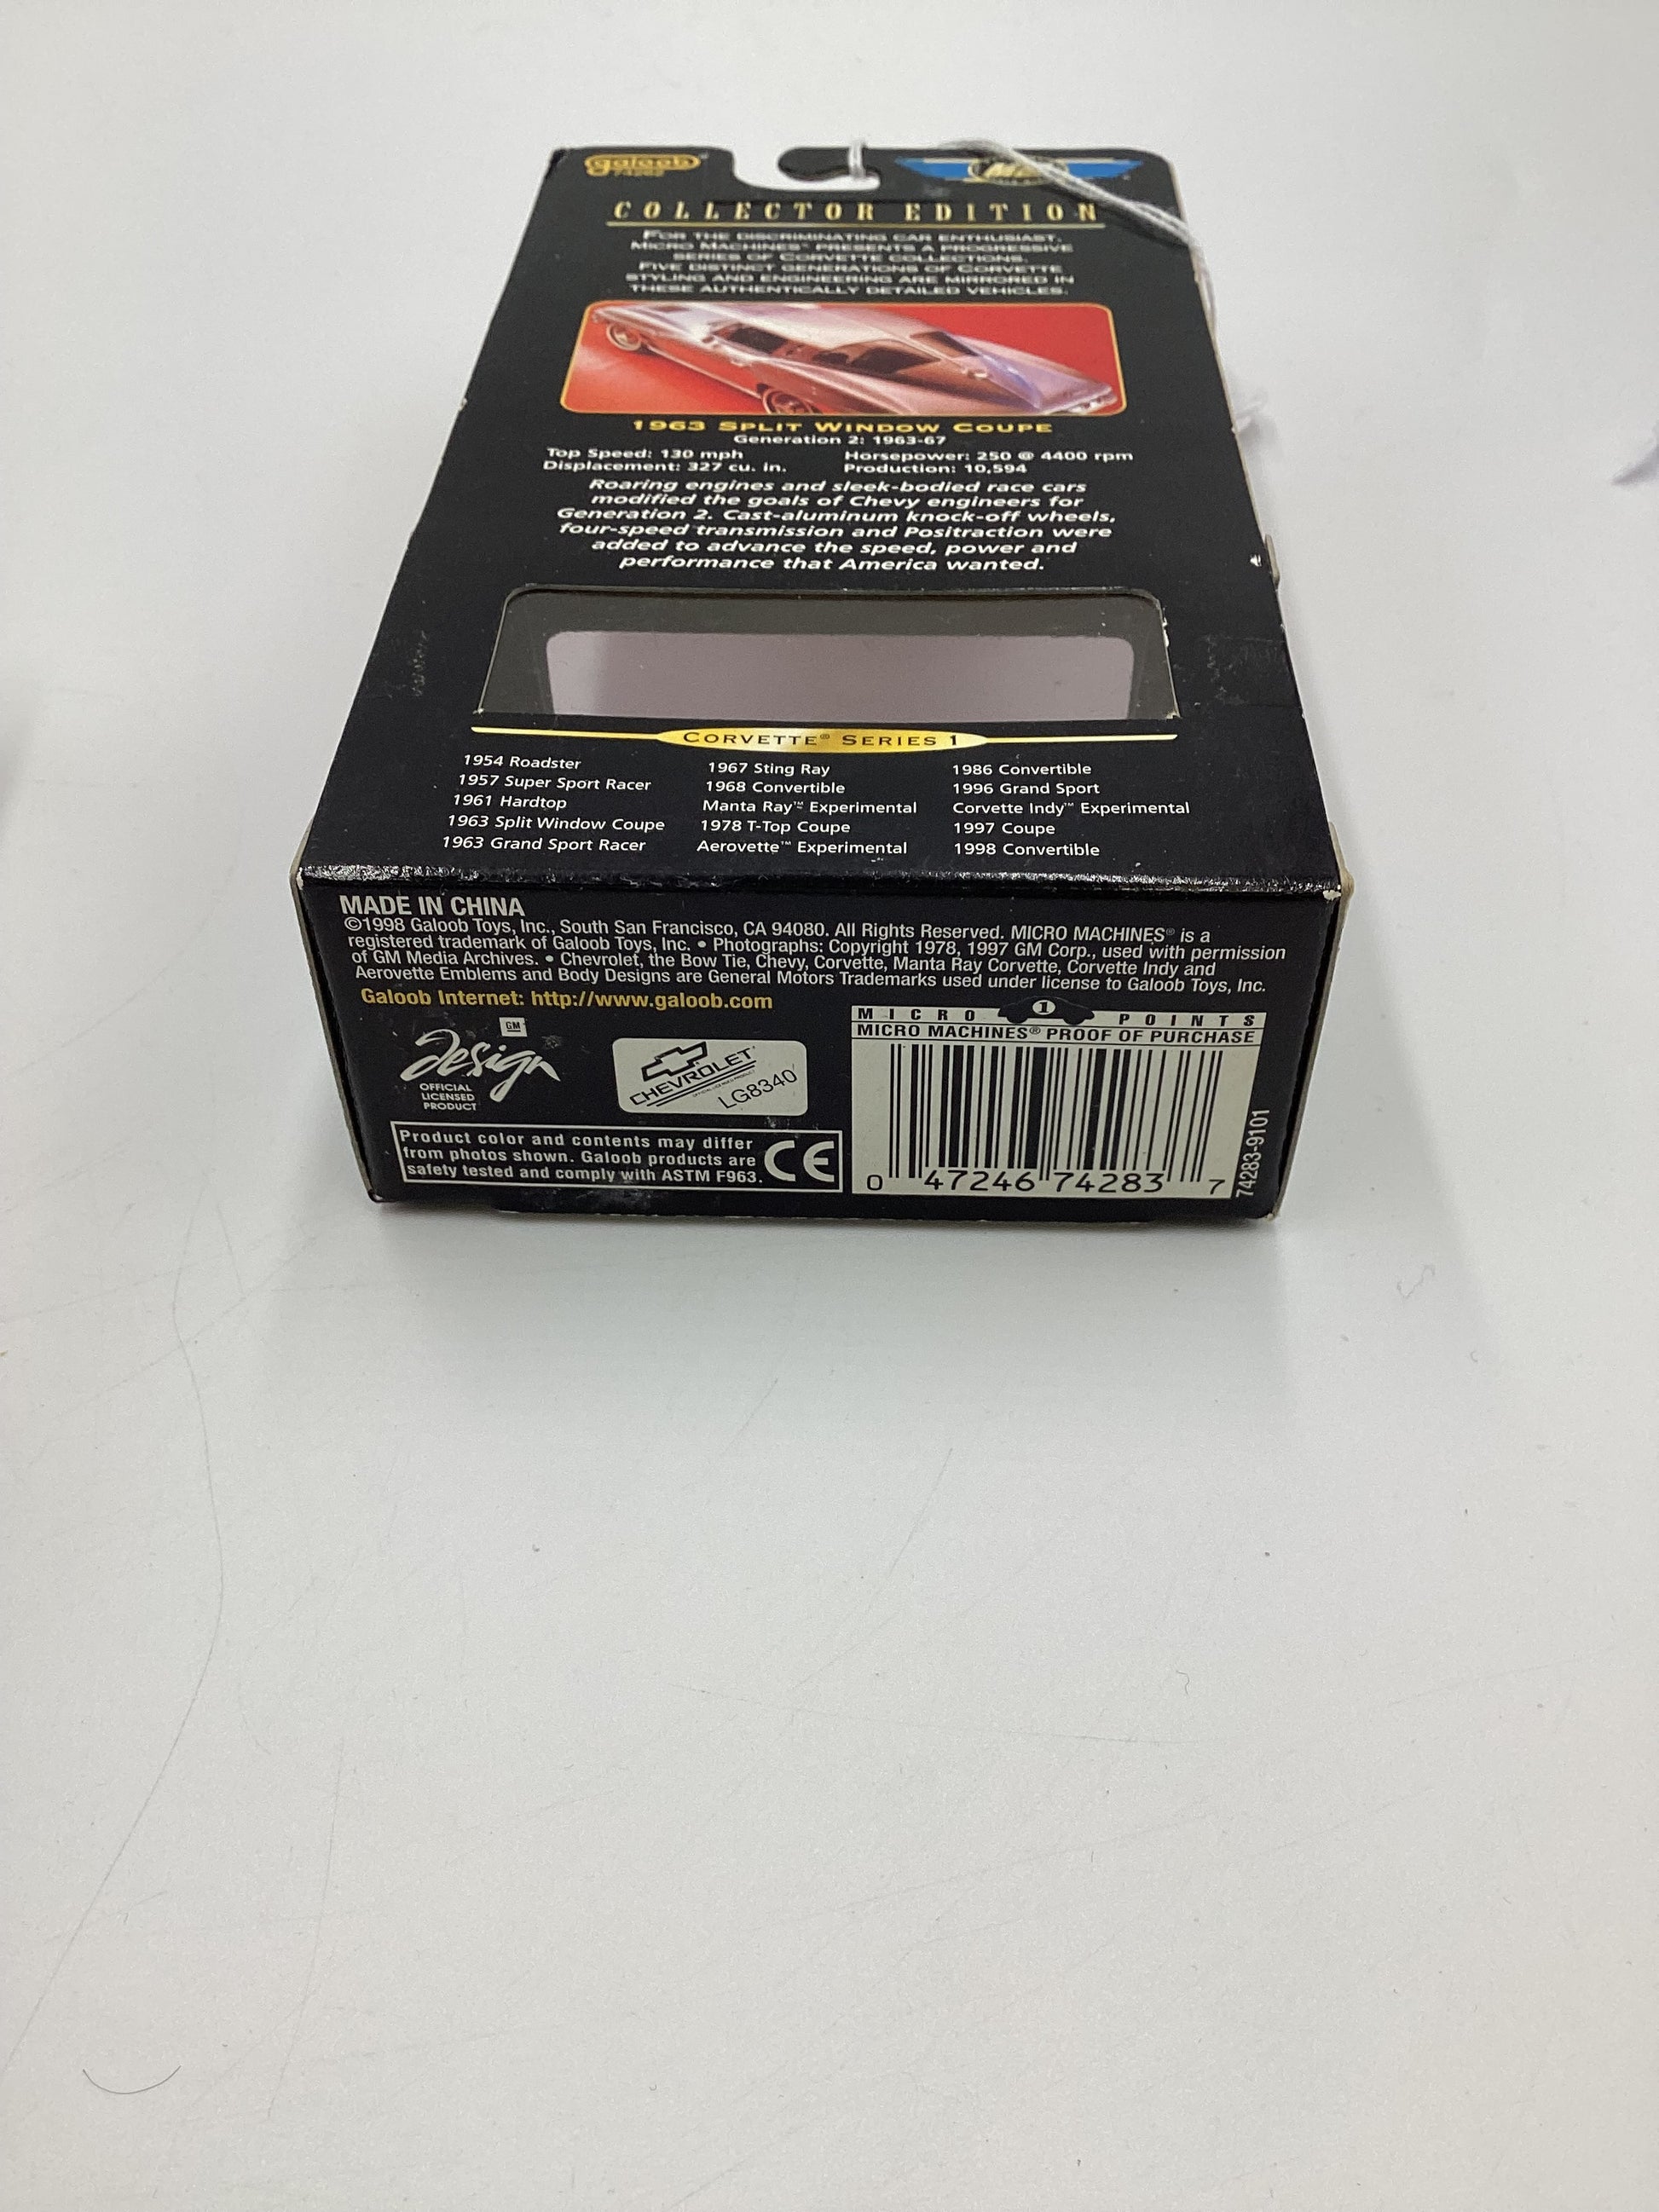 galoob®
74282
COLLECTOR EDITION
FOR THE DISCRIMINATING CAR ENTHUSIAST,
MICRO MACHINES® PRESENTS A PROGRESSIVE
SERIES OF CORVETTE COLLECTIONS.
FIVE DISTINCT GENERATIONS OF CORVETTE
STYLING AND ENGINEERING ARE MIRRORED IN
THESE AUTHENTICALLY DETAILED VEHICLES.
1963 SPLIT WINDOW COUPE
Generation 2: 1963-67
Top Speed: 130 mph Horsepower: 250 @ 4400 rpm
Displacement: 327 cu. in. Production: 10,594
Roaring engines and sleek-bodied race cars
modified the goals of Chevy engineers for
Generation 2. Cast-aluminum knock-off wheels,
four-speed transmission and Positraction were
added to advance the speed, power and
performance that America wanted.
CORVETTE® SERIES 1
1954 Roadster
1957 Super Sport Racer
1961 Hardtop
1963 Split Window Coupe
1963 Grand Sport Racer
1967 Sting Ray
1968 Convertible
Manta Ray™ Experimental
1978 T-Top Coupe
Aerovette™ Experimental
1986 Convertible
1996 Grand Sport
Corvette Indy™ Experimental
1997 Coupe
1998 Convertible
MADE IN CHINA
©1998 Galoob Toys, Inc., South San Francisco, CA 94080. All Rights Reserved. MICRO MACHINES® is a
registered trademark of Galoob Toys, Inc. • Photographs: Copyright 1978, 1997 GM Corp., used with permission
of GM Media Archives. • Chevrolet, the Bow Tie, Chevy, Corvette, Manta Ray Corvette, Corvette Indy and
Aerovette Emblems and Body Designs are General Motors Trademarks used under license to Galoob Toys, Inc.
Galoob Internet: http://www.galoob.com
GM
Design
OFFICIAL
LICENSED
PRODUCT
CHEVROLET
LG8340
Product color and contents may differ
from photos shown. Galoob products are
safety tested and comply with ASTM F963.
CE
MICRO 1 POINTS
MICRO MACHINES® PROOF OF PURCHASE
0 47246 74283 7
74283-9101